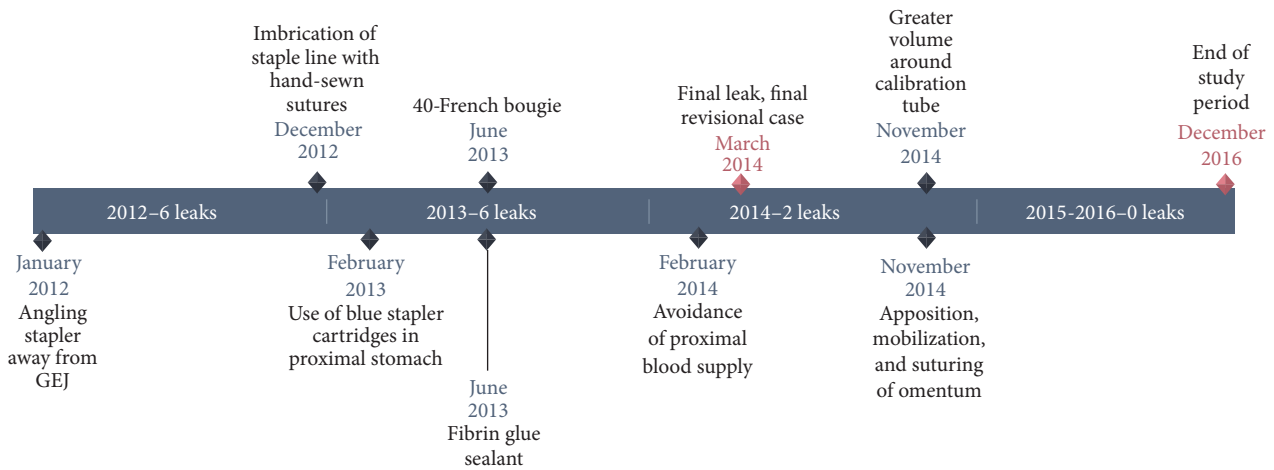 Imbrication of
staple line with
hand-sewn
sutures
December
2012
40-French bougie
June
2013
Final leak, final
revisional case
March
2014
Greater
volume
around
calibration
tube
November
2014
End of
study
period
December
2016
2012–6 leaks
2013–6 leaks
2014–2 leaks
2015-2016–0 leaks
January
2012
Angling
stapler
away from
GEJ
February
2013
Use of blue stapler
cartridges in
proximal stomach
June
2013
Fibrin glue
sealant
February
2014
Avoidance
of proximal
blood supply
November
2014
Apposition,
mobilization,
and suturing
of omentum